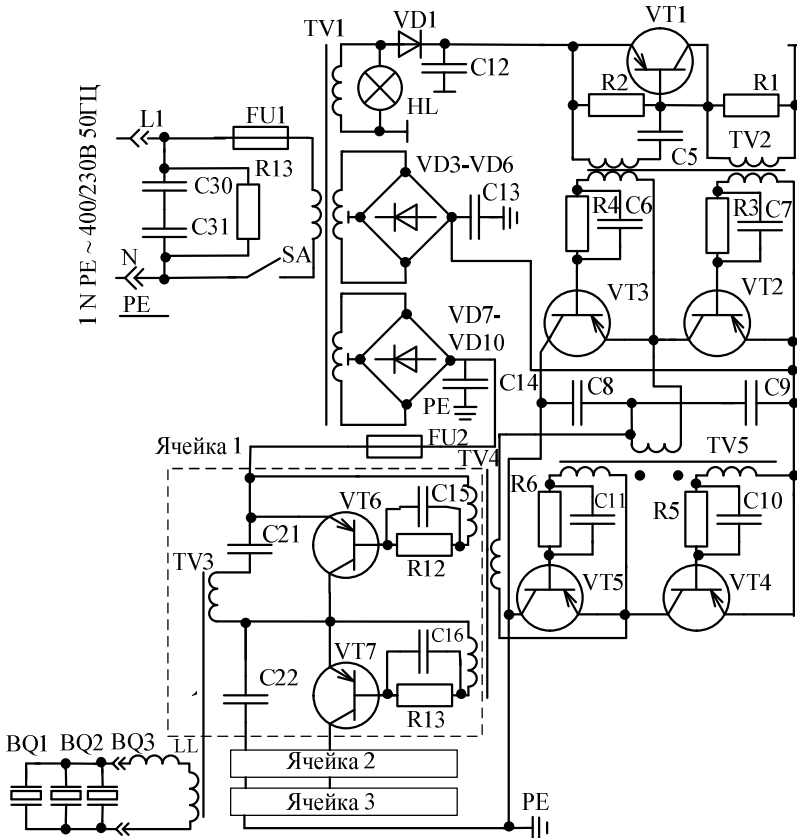 TV1
VD1
VT1
C12
HL
R2
R1
C5
TV2
1 N PE ~ 400/230В 50ГЦ
L1
FU1
R13
C30
C31
N
SA
PE
VD3-VD6
C13
R4
C6
R3
C7
VT3
VT2
VD7-
VD10
C14
PE
C8
C9
Ячейка 1
FU2
TV4
TV5
VT6
C15
R6
C11
R5
C10
C21
TV3
R12
VT5
VT4
VT7
C16
C22
R13
BQ1
BQ2
BQ3
LL
Ячейка 2
Ячейка 3
PE